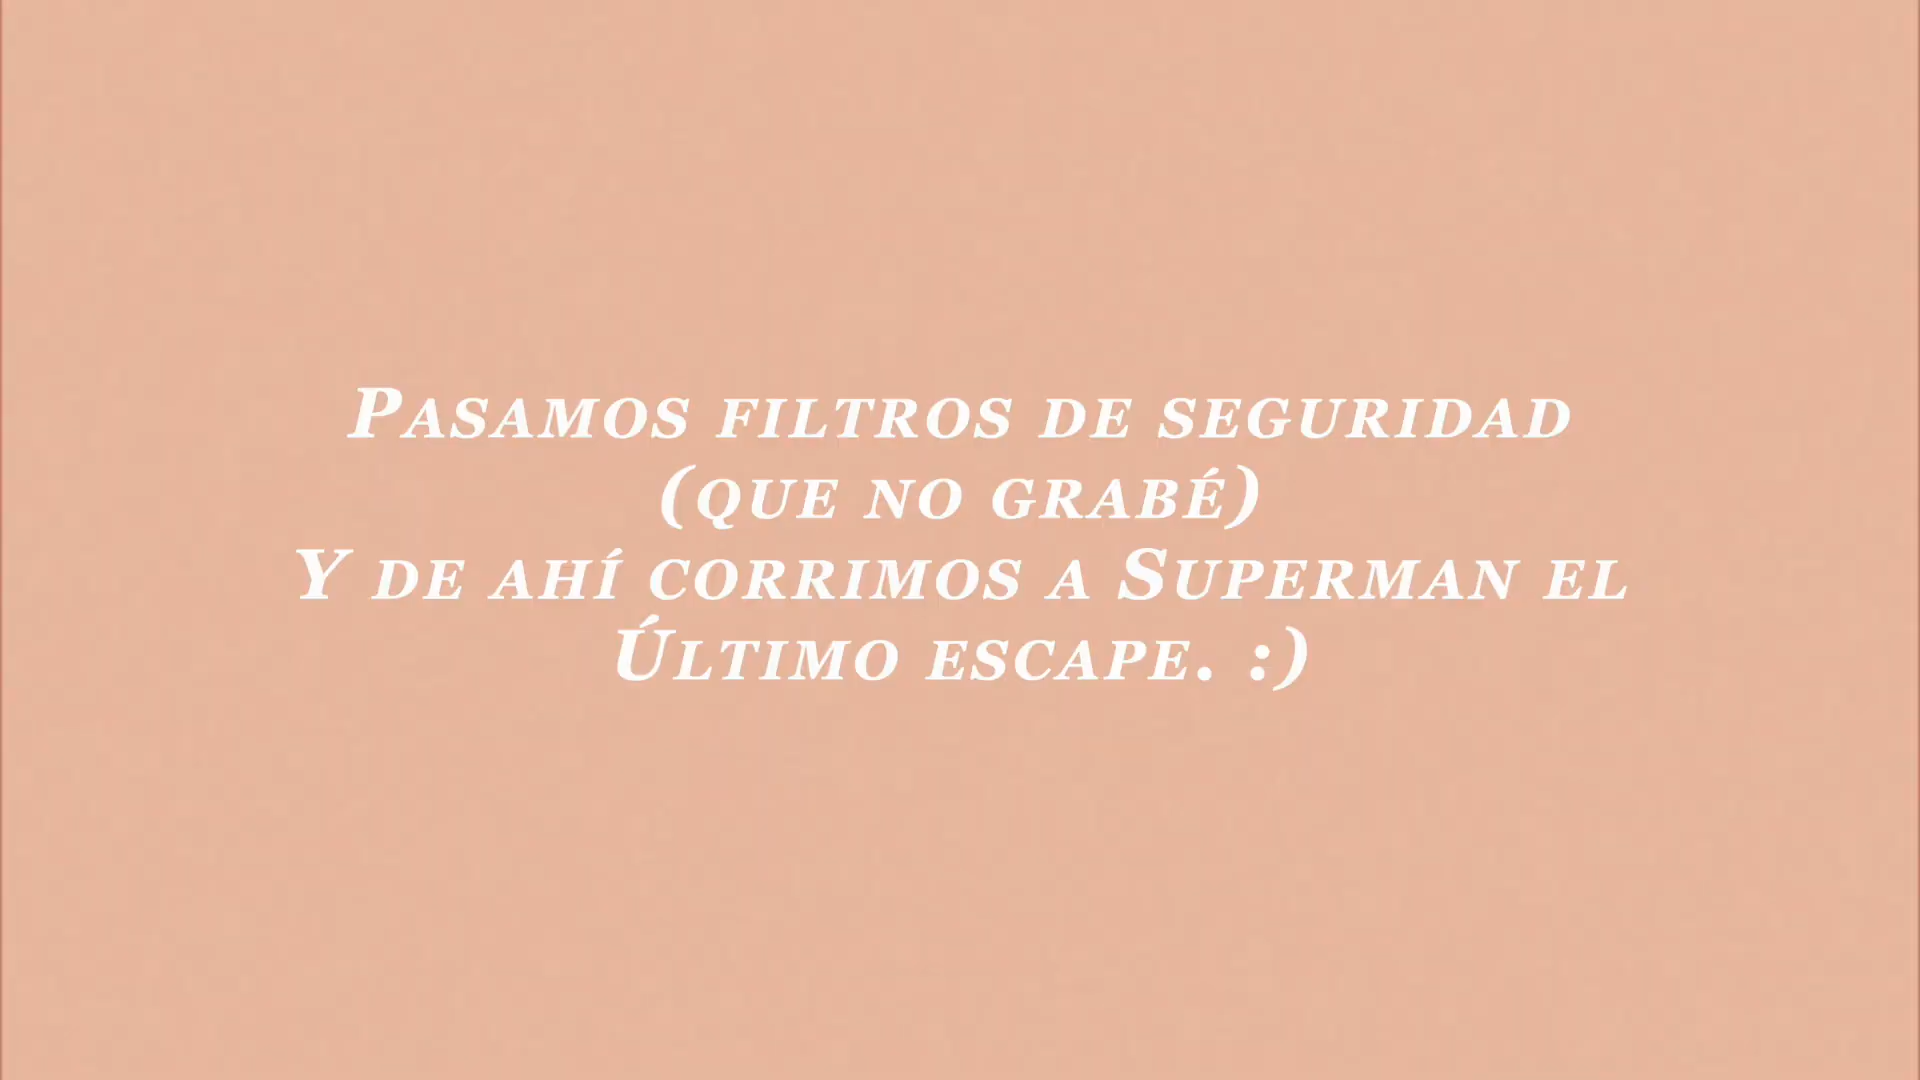 Pasamos filtros de seguridad
(que no grabé)
Y de ahí corrimos a Superman el
Último escape. :)